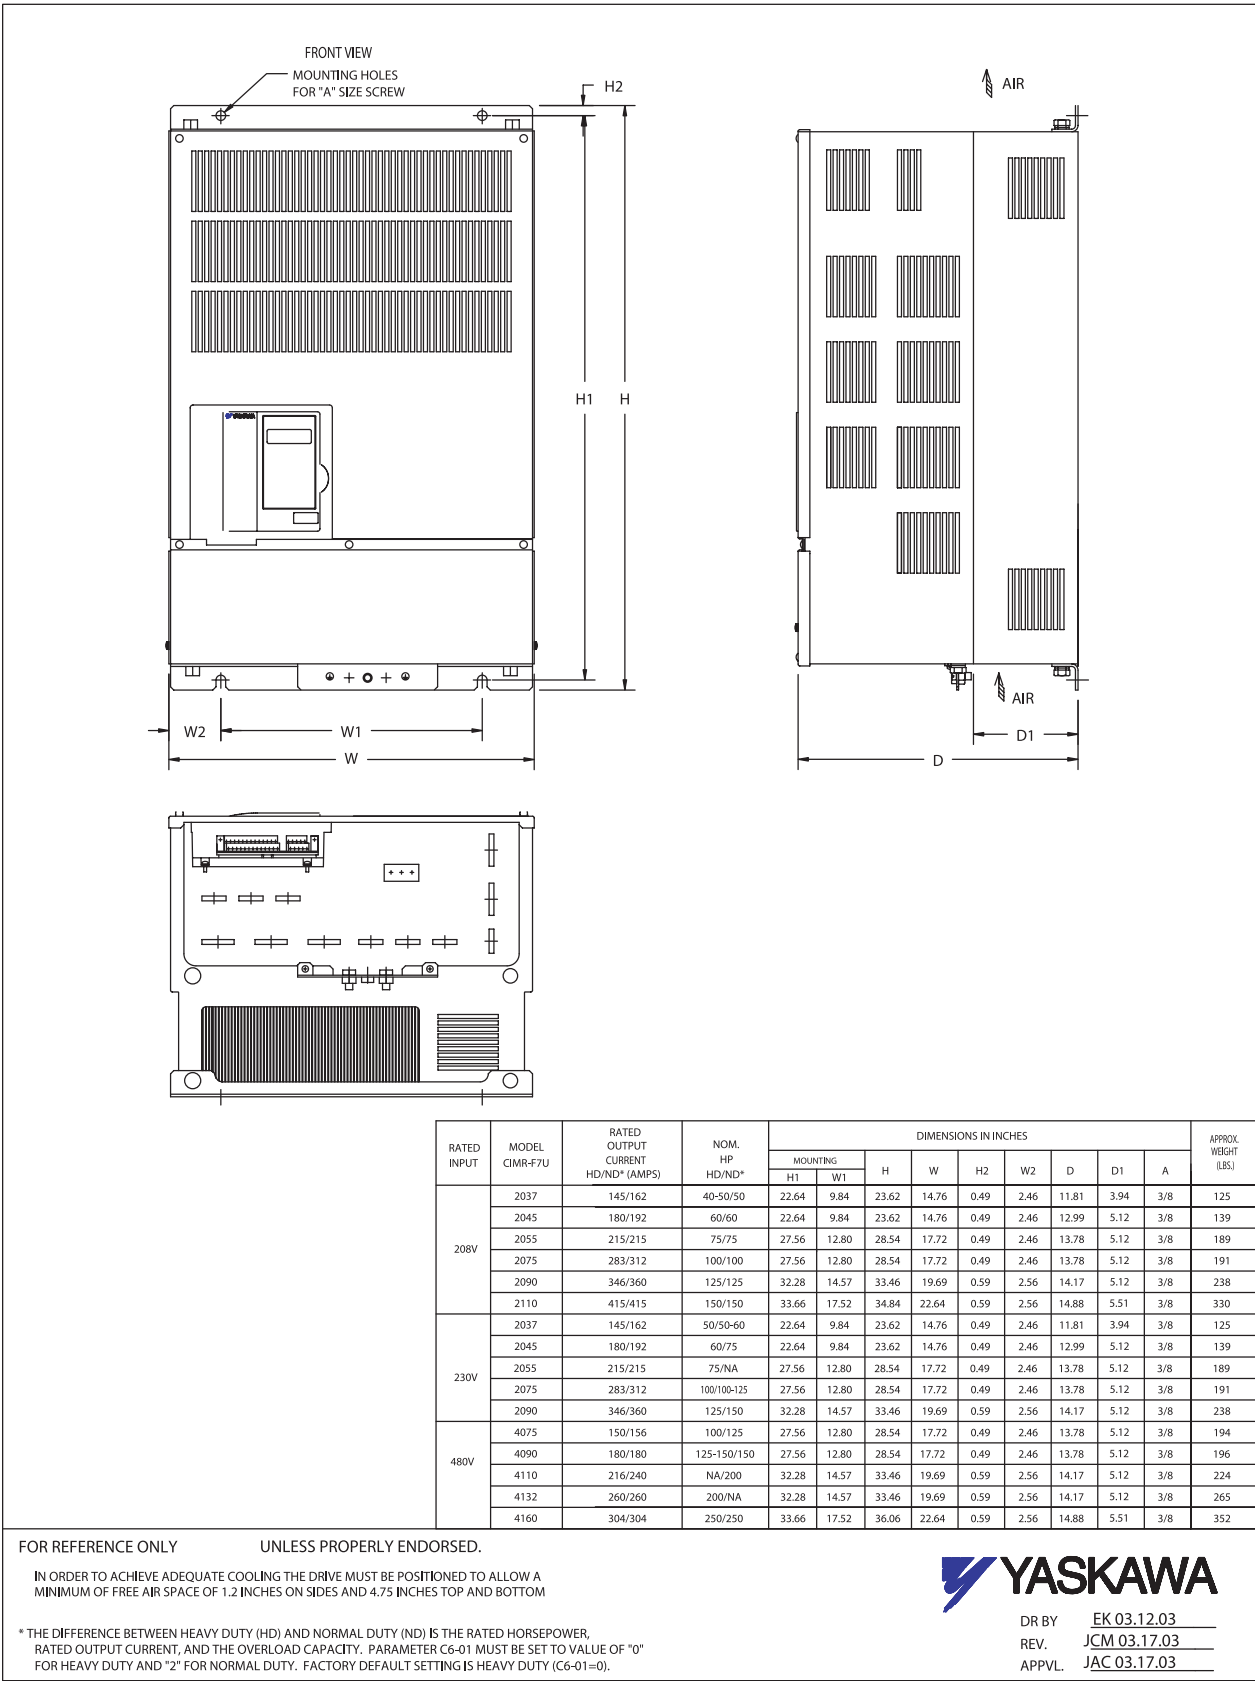 FRONT VIEW
MOUNTING HOLES
FOR "A" SIZE SCREW
H2
AIR
H1
H
YASKAWA
W2
W1
W
AIR
D1
D
RATED INPUT | MODEL CIMR-F7U | RATED OUTPUT CURRENT HD/ND* (AMPS) | NOM. HP HD/ND* | DIMENSIONS IN INCHES | APPROX. WEIGHT (LBS.)
MOUNTING | H | W | H2 | W2 | D | D1 | A
H1 | W1
208V
2037 145/162 40-50/50 22.64 9.84 23.62 14.76 0.49 2.46 11.81 3.94 3/8 125
2045 180/192 60/60 22.64 9.84 23.62 14.76 0.49 2.46 12.99 5.12 3/8 139
2055 215/215 75/75 27.56 12.80 28.54 17.72 0.49 2.46 13.78 5.12 3/8 189
2075 283/312 100/100 27.56 12.80 28.54 17.72 0.49 2.46 13.78 5.12 3/8 191
2090 346/360 125/125 32.28 14.57 33.46 19.69 0.59 2.56 14.17 5.12 3/8 238
2110 415/415 150/150 33.66 17.52 34.84 22.64 0.59 2.56 14.88 5.51 3/8 330
230V
2037 145/162 50/50-60 22.64 9.84 23.62 14.76 0.49 2.46 11.81 3.94 3/8 125
2045 180/192 60/75 22.64 9.84 23.62 14.76 0.49 2.46 12.99 5.12 3/8 139
2055 215/215 75/NA 27.56 12.80 28.54 17.72 0.49 2.46 13.78 5.12 3/8 189
2075 283/312 100/100-125 27.56 12.80 28.54 17.72 0.49 2.46 13.78 5.12 3/8 191
2090 346/360 125/150 32.28 14.57 33.46 19.69 0.59 2.56 14.17 5.12 3/8 238
480V
4075 150/156 100/125 27.56 12.80 28.54 17.72 0.49 2.46 13.78 5.12 3/8 194
4090 180/180 125-150/150 27.56 12.80 28.54 17.72 0.49 2.46 13.78 5.12 3/8 196
4110 216/240 NA/200 32.28 14.57 33.46 19.69 0.59 2.56 14.17 5.12 3/8 224
4132 260/260 200/NA 32.28 14.57 33.46 19.69 0.59 2.56 14.17 5.12 3/8 265
4160 304/304 250/250 33.66 17.52 36.06 22.64 0.59 2.56 14.88 5.51 3/8 352
FOR REFERENCE ONLY UNLESS PROPERLY ENDORSED.
IN ORDER TO ACHIEVE ADEQUATE COOLING THE DRIVE MUST BE POSITIONED TO ALLOW A
MINIMUM OF FREE AIR SPACE OF 1.2 INCHES ON SIDES AND 4.75 INCHES TOP AND BOTTOM
* THE DIFFERENCE BETWEEN HEAVY DUTY (HD) AND NORMAL DUTY (ND) IS THE RATED HORSEPOWER,
RATED OUTPUT CURRENT, AND THE OVERLOAD CAPACITY. PARAMETER C6-01 MUST BE SET TO VALUE OF "0"
FOR HEAVY DUTY AND "2" FOR NORMAL DUTY. FACTORY DEFAULT SETTING IS HEAVY DUTY (C6-01=0).
YASKAWA
DR BY EK 03.12.03
REV. JCM 03.17.03
APPVL. JAC 03.17.03